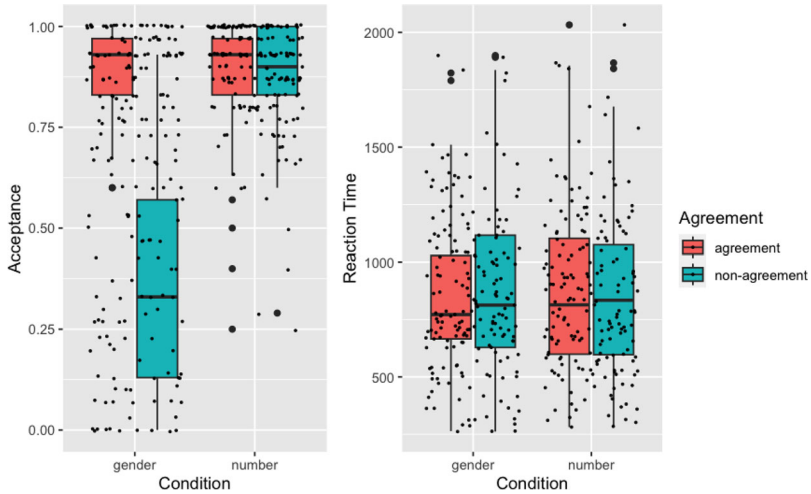 Acceptance
1.00
0.75
0.50
0.25
0.00
gender
number
Condition
Reaction Time
2000
1500
1000
500
gender
number
Condition
Agreement
agreement
non-agreement